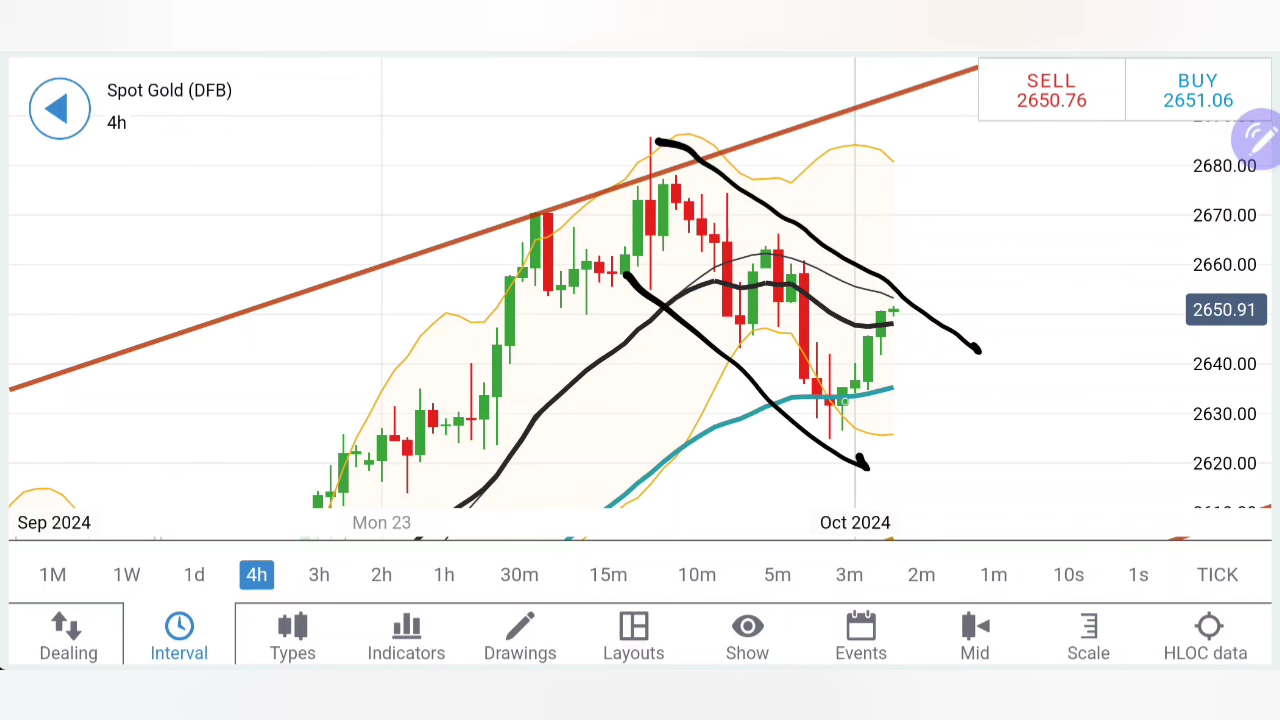 Spot Gold (DFB)
4h
SELL
2650.76
BUY
2651.06
2680.00
2670.00
2660.00
2650.91
2640.00
2630.00
2620.00
Sep 2024
Mon 23
Oct 2024
1M 1W 1d 4h 3h 2h 1h 30m 15m 10m 5m 3m 2m 1m 10s 1s TICK
Dealing Interval Types Indicators Drawings Layouts Show Events Mid Scale HLOC data